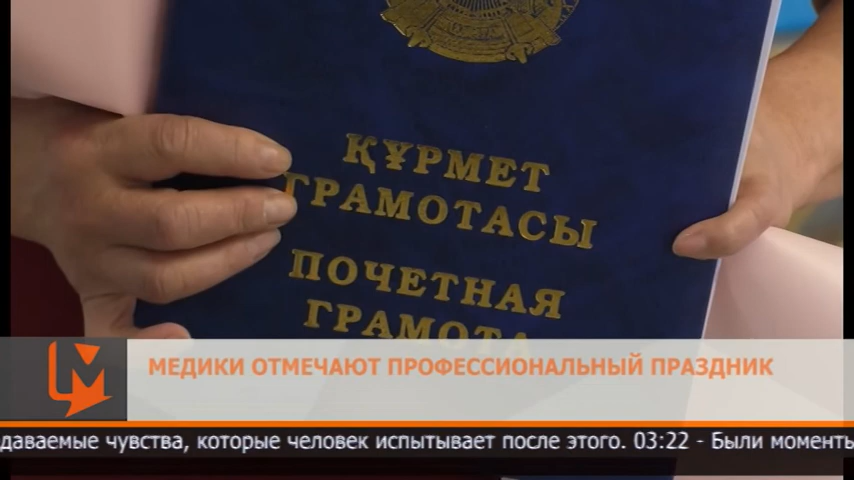 ҚҰРМЕТ
ГРАМОТАСЫ
ПОЧЕТНАЯ
ГРАМОТА
МЕДИКИ ОТМЕЧАЮТ ПРОФЕССИОНАЛЬНЫЙ ПРАЗДНИК
даваемые чувства, которые человек испытывает после этого. 03:22 - Были моменты